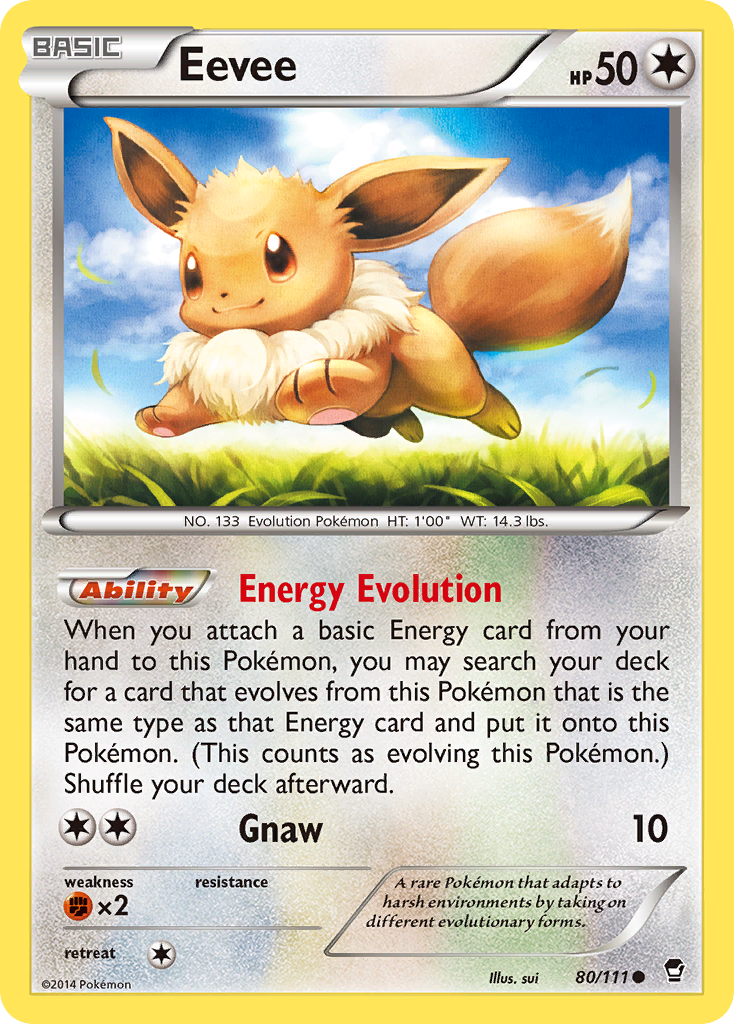 BASIC Eevee HP 50
NO. 133 Evolution Pokémon HT: 1'00" WT: 14.3 lbs.
Ability Energy Evolution
When you attach a basic Energy card from your
hand to this Pokémon, you may search your deck
for a card that evolves from this Pokémon that is the
same type as that Energy card and put it onto this
Pokémon. (This counts as evolving this Pokémon.)
Shuffle your deck afterward.
Gnaw 10
weakness resistance
×2
A rare Pokémon that adapts to
harsh environments by taking on
different evolutionary forms.
retreat
©2014 Pokémon Illus. sui 80/111